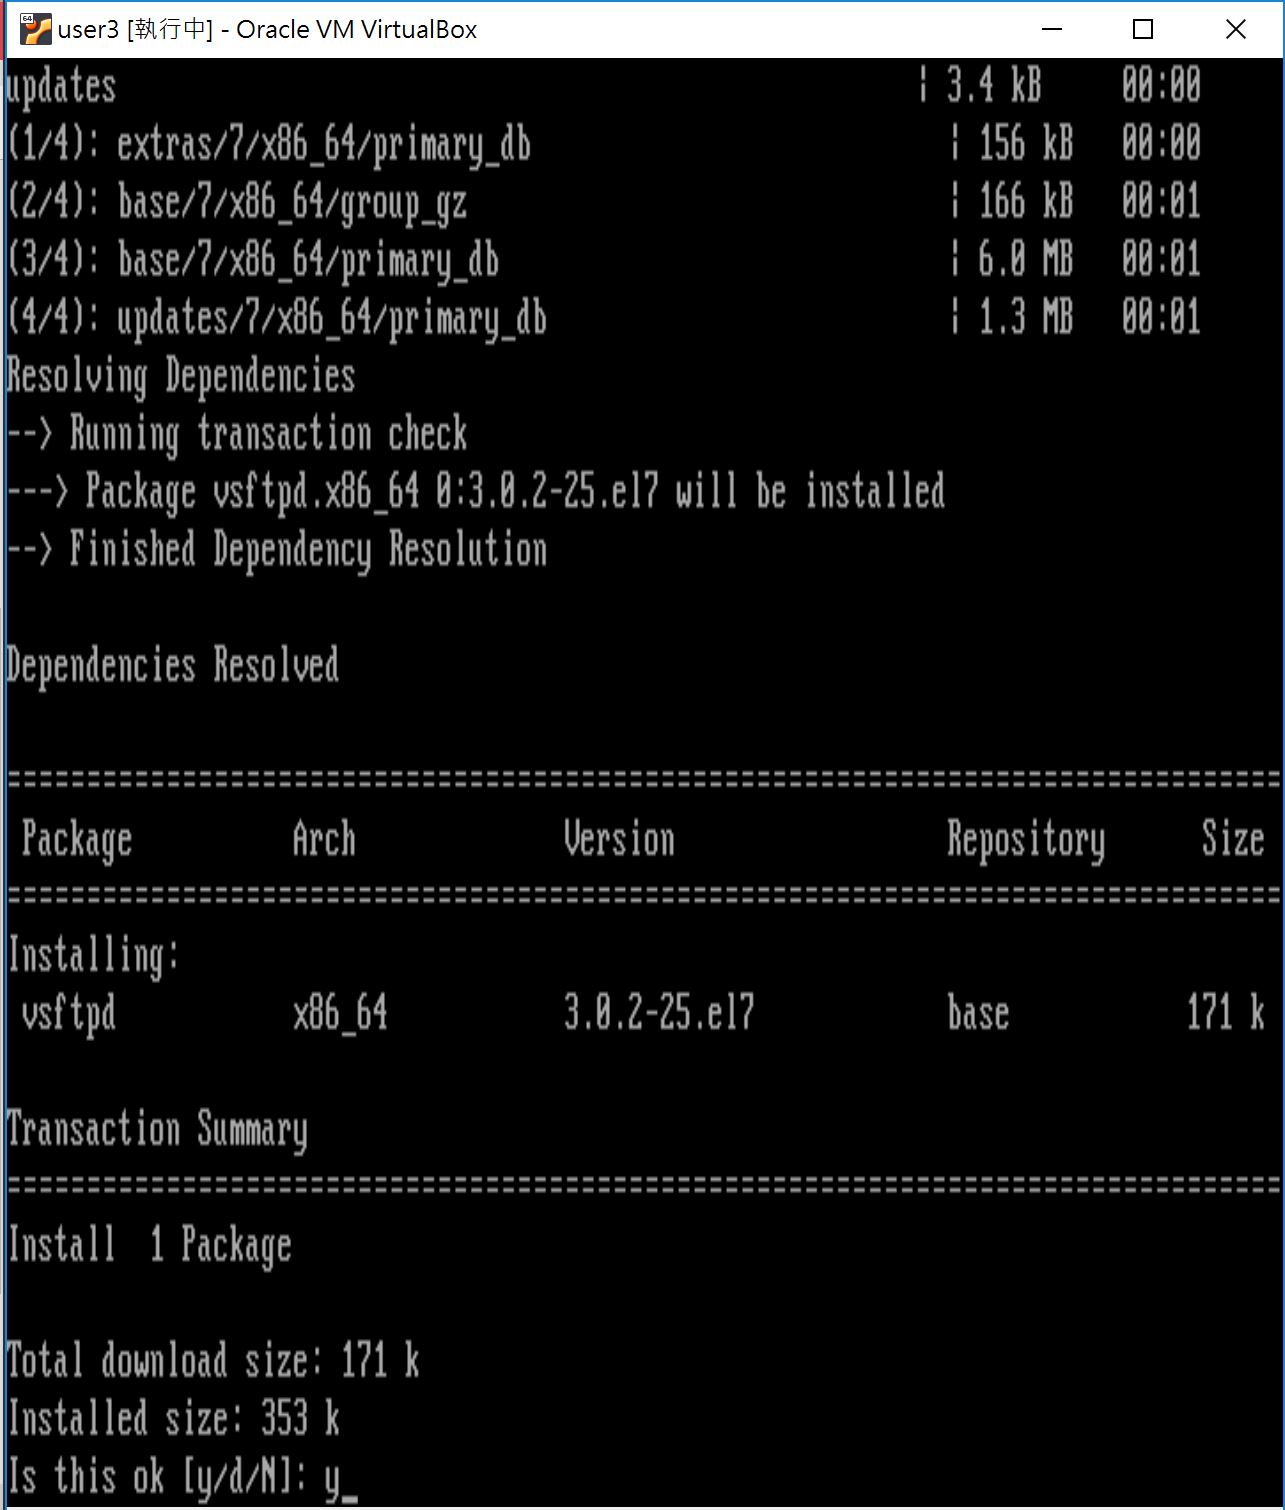 64
user3 [執行中] - Oracle VM VirtualBox
updates | 3.4 kB 00:00
(1/4): extras/7/x86_64/primary_db | 156 kB 00:00
(2/4): base/7/x86_64/group_gz | 166 kB 00:01
(3/4): base/7/x86_64/primary_db | 6.0 MB 00:01
(4/4): updates/7/x86_64/primary_db | 1.3 MB 00:01
Resolving Dependencies
--> Running transaction check
---> Package vsftpd.x86_64 0:3.0.2-25.el7 will be installed
--> Finished Dependency Resolution
Dependencies Resolved
================================================================================
Package Arch Version Repository Size
================================================================================
Installing:
vsftpd x86_64 3.0.2-25.el7 base 171 k
Transaction Summary
================================================================================
Install 1 Package
Total download size: 171 k
Installed size: 353 k
Is this ok [y/d/N]: y_